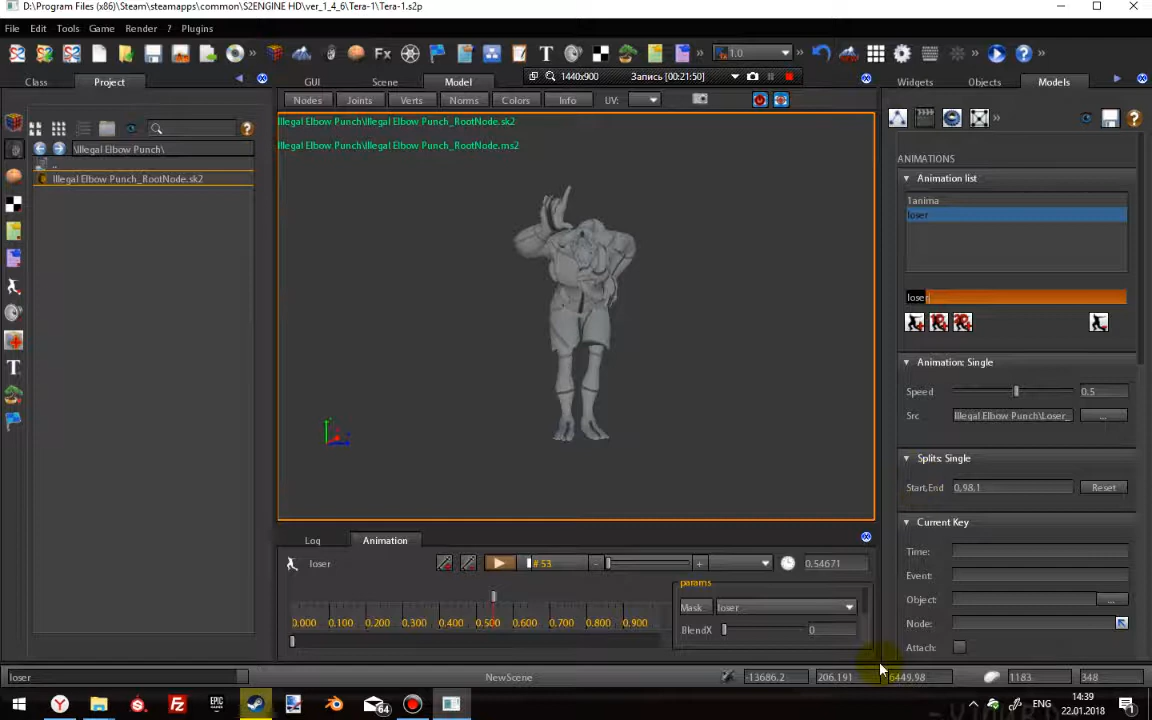 D:\Program Files (x86)\Steam\steamapps\common\S2ENGINE HD\ver_1_4_6\Tera-1\Tera-1.s2p
File Edit Tools Game Render ? Plugins
Fx T 1.0 ?
Class Project GUI Scene Model 1440x900 Запись [00:21:50] Widgets Objects Models
Nodes Joints Verts Norms Colors Info UV:
\Illegal Elbow Punch\
..
Illegal Elbow Punch_RootNode.sk2
Illegal Elbow Punch\Illegal Elbow Punch_RootNode.sk2
Illegal Elbow Punch\Illegal Elbow Punch_RootNode.ms2
T
ANIMATIONS
Animation list
1anima
loser
loser
Animation: Single
Speed 0.5
Src Illegal Elbow Punch\Loser_ ...
Splits: Single
Start,End 0,98,1 Reset
Current Key
Time:
Event:
Object: ...
Node:
Attach:
Log Animation
loser # 53 - + 0.54671
0.000 0.100 0.200 0.300 0.400 0.500 0.600 0.700 0.800 0.900
params
Mask loser
BlendX 0
loser NewScene -13686.2 206.191 6449.98 1183 348
EPIC 64 ENG 14:39
22.01.2018 1